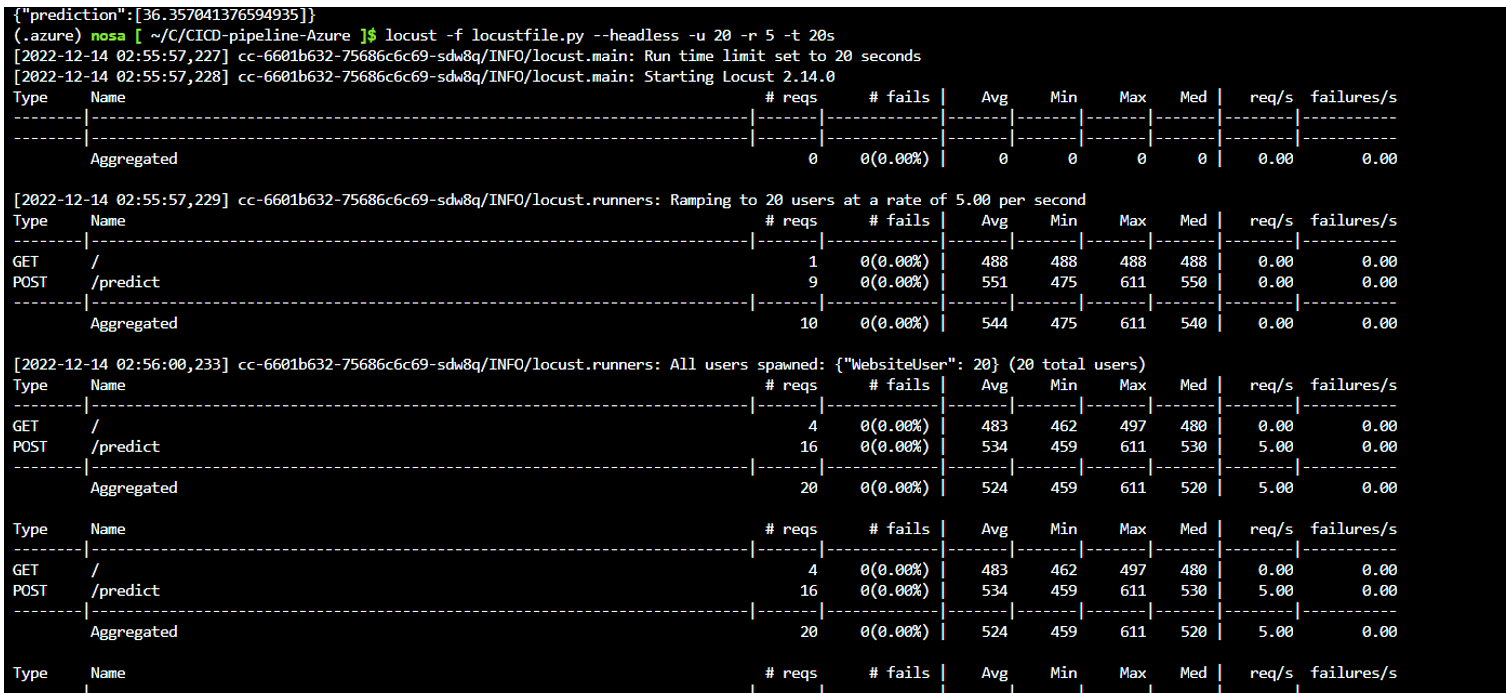 {"prediction":[36.357041376594935]}
(.azure) nosa [ ~/C/CICD-pipeline-Azure ]$ locust -f locustfile.py --headless -u 20 -r 5 -t 20s
[2022-12-14 02:55:57,227] cc-6601b632-75686c6c69-sdw8q/INFO/locust.main: Run time limit set to 20 seconds
[2022-12-14 02:55:57,228] cc-6601b632-75686c6c69-sdw8q/INFO/locust.main: Starting Locust 2.14.0
Type     Name     # reqs     # fails |     Avg     Min     Max     Med |     req/s  failures/s
--------|--------------------------------------------------------------------------------|-------|-------------|-------|-------|-------|-------|--------|-----------
--------|--------------------------------------------------------------------------------|-------|-------------|-------|-------|-------|-------|--------|-----------
Aggregated     0     0(0.00%) |     0     0     0     0 |     0.00     0.00
[2022-12-14 02:55:57,229] cc-6601b632-75686c6c69-sdw8q/INFO/locust.runners: Ramping to 20 users at a rate of 5.00 per second
Type     Name     # reqs     # fails |     Avg     Min     Max     Med |     req/s  failures/s
--------|--------------------------------------------------------------------------------|-------|-------------|-------|-------|-------|-------|--------|-----------
GET     /     1     0(0.00%) |     488     488     488     488 |     0.00     0.00
POST     /predict     9     0(0.00%) |     551     475     611     550 |     0.00     0.00
--------|--------------------------------------------------------------------------------|-------|-------------|-------|-------|-------|-------|--------|-----------
Aggregated     10     0(0.00%) |     544     475     611     540 |     0.00     0.00
[2022-12-14 02:56:00,233] cc-6601b632-75686c6c69-sdw8q/INFO/locust.runners: All users spawned: {"WebsiteUser": 20} (20 total users)
Type     Name     # reqs     # fails |     Avg     Min     Max     Med |     req/s  failures/s
--------|--------------------------------------------------------------------------------|-------|-------------|-------|-------|-------|-------|--------|-----------
GET     /     4     0(0.00%) |     483     462     497     480 |     0.00     0.00
POST     /predict     16     0(0.00%) |     534     459     611     530 |     5.00     0.00
--------|--------------------------------------------------------------------------------|-------|-------------|-------|-------|-------|-------|--------|-----------
Aggregated     20     0(0.00%) |     524     459     611     520 |     5.00     0.00
Type     Name     # reqs     # fails |     Avg     Min     Max     Med |     req/s  failures/s
--------|--------------------------------------------------------------------------------|-------|-------------|-------|-------|-------|-------|--------|-----------
GET     /     4     0(0.00%) |     483     462     497     480 |     0.00     0.00
POST     /predict     16     0(0.00%) |     534     459     611     530 |     5.00     0.00
--------|--------------------------------------------------------------------------------|-------|-------------|-------|-------|-------|-------|--------|-----------
Aggregated     20     0(0.00%) |     524     459     611     520 |     5.00     0.00
Type     Name     # reqs     # fails |     Avg     Min     Max     Med |     req/s  failures/s